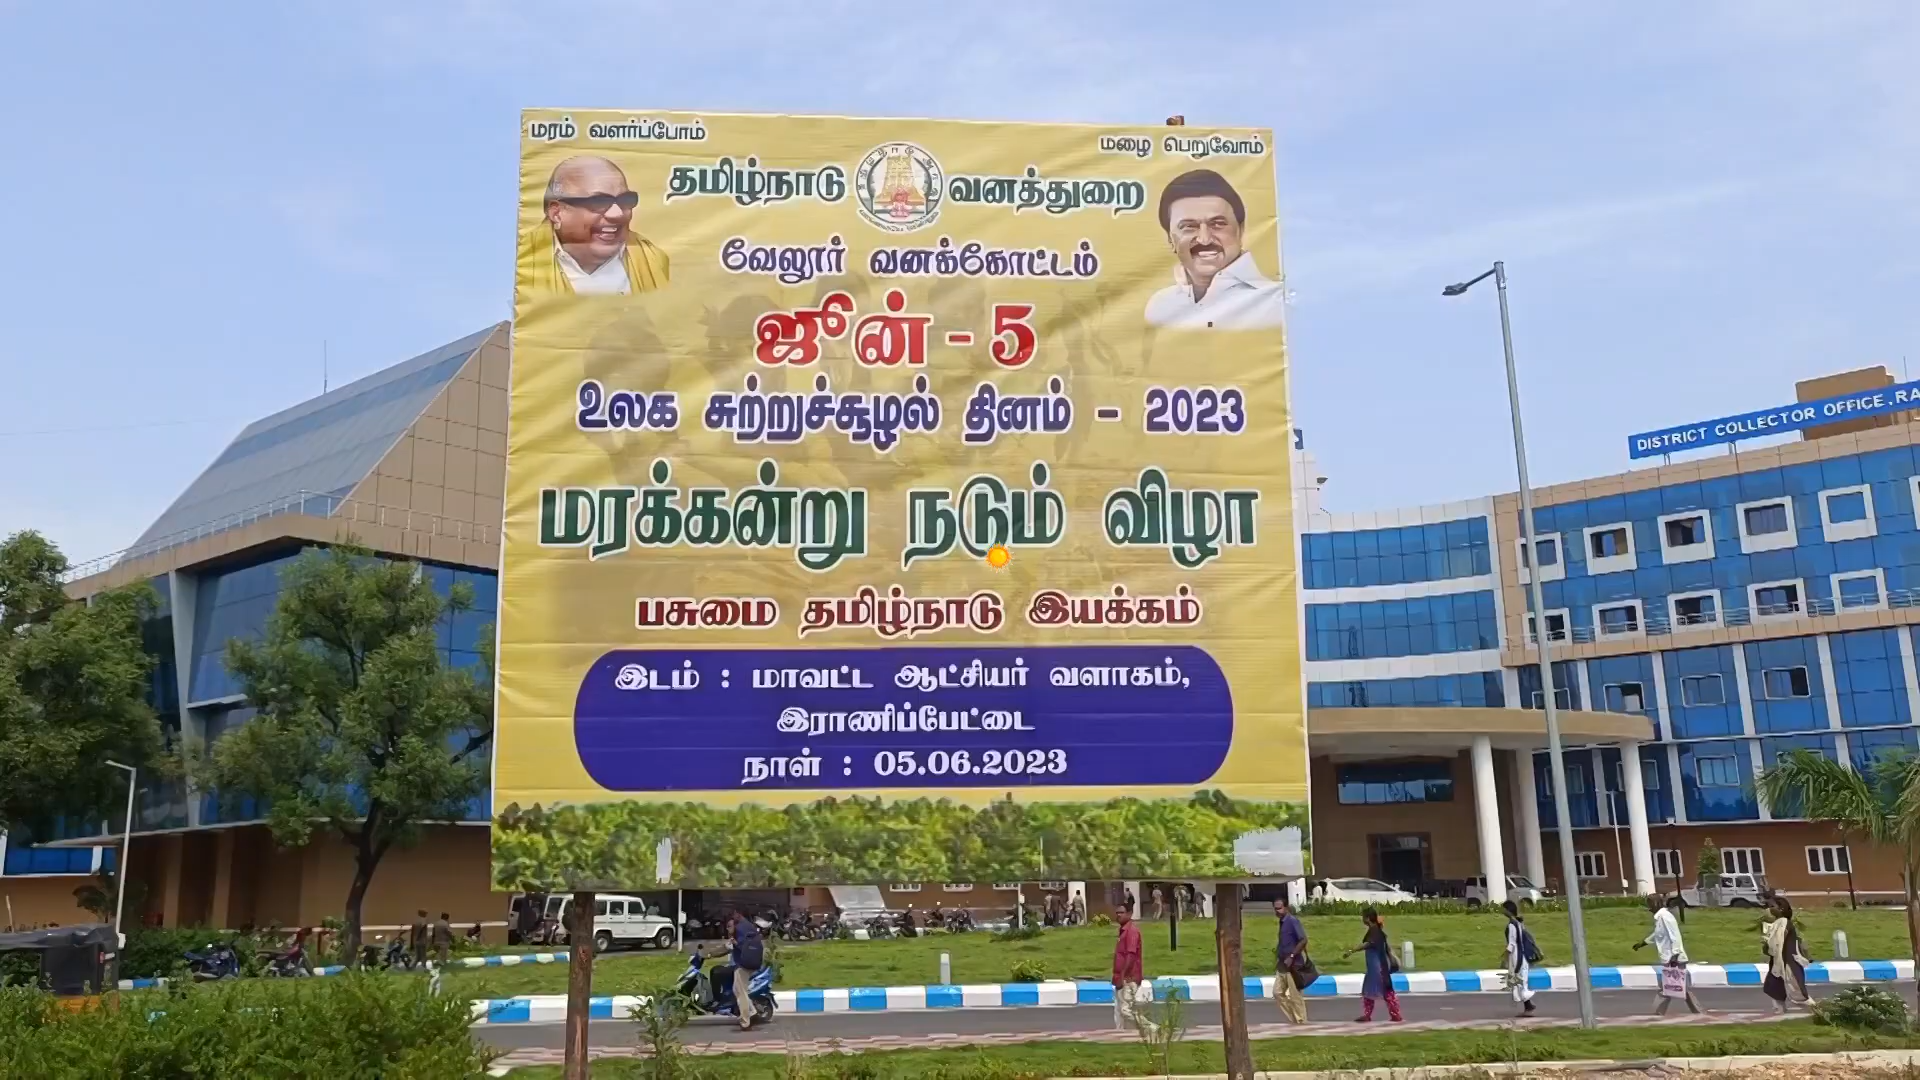 மரம் வளர்ப்போம்
மழை பெறுவோம்
தமிழ்நாடு வனத்துறை
வேலூர் வனக்கோட்டம்
ஜூன் - 5
உலக சுற்றுச்சூழல் தினம் - 2023
மரக்கன்று நடும் விழா
பசுமை தமிழ்நாடு இயக்கம்
இடம் : மாவட்ட ஆட்சியர் வளாகம்,
இராணிப்பேட்டை
நாள் : 05.06.2023
DISTRICT COLLECTOR OFFICE, RA